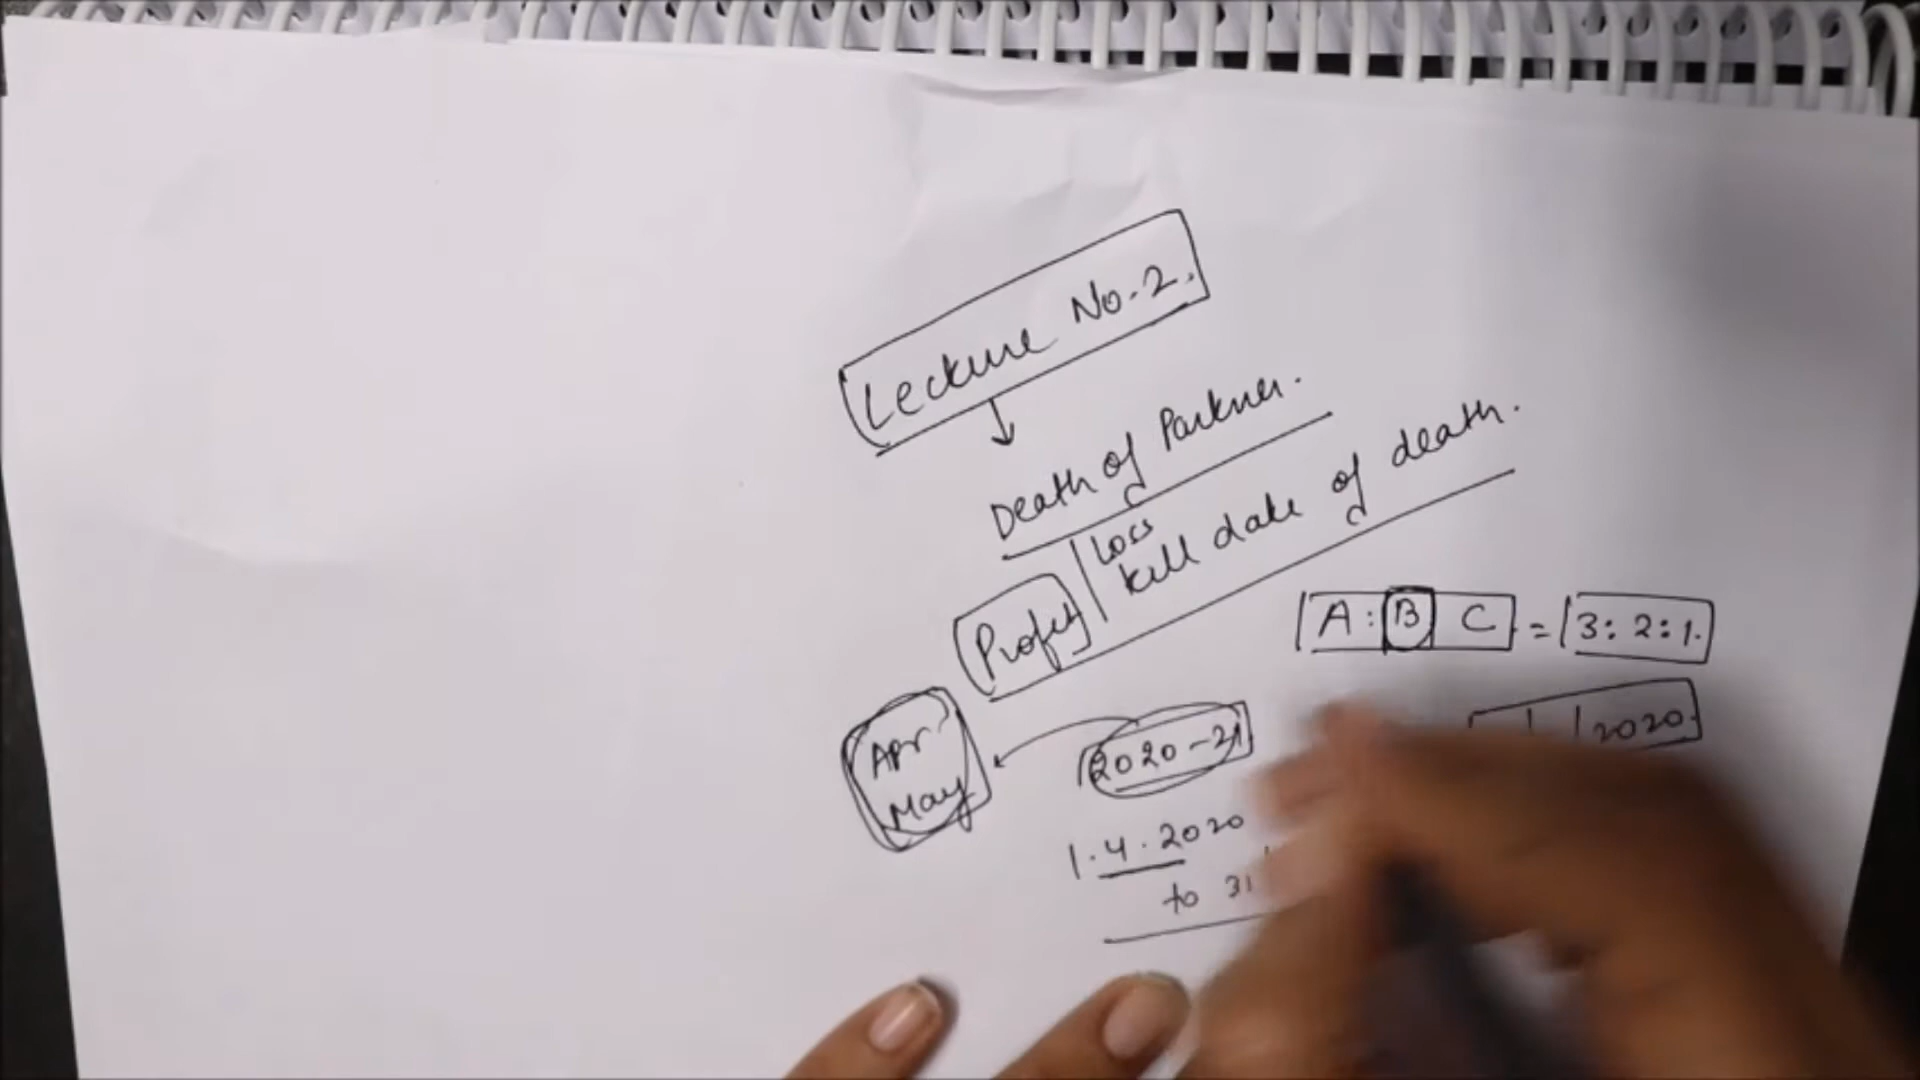 Lecture No.2.
Death of Partner.
Profit | Loss
till date of death.
A : B C = 3:2:1.
2020-21
2020.
Apr
May
1.4.2020
to 31